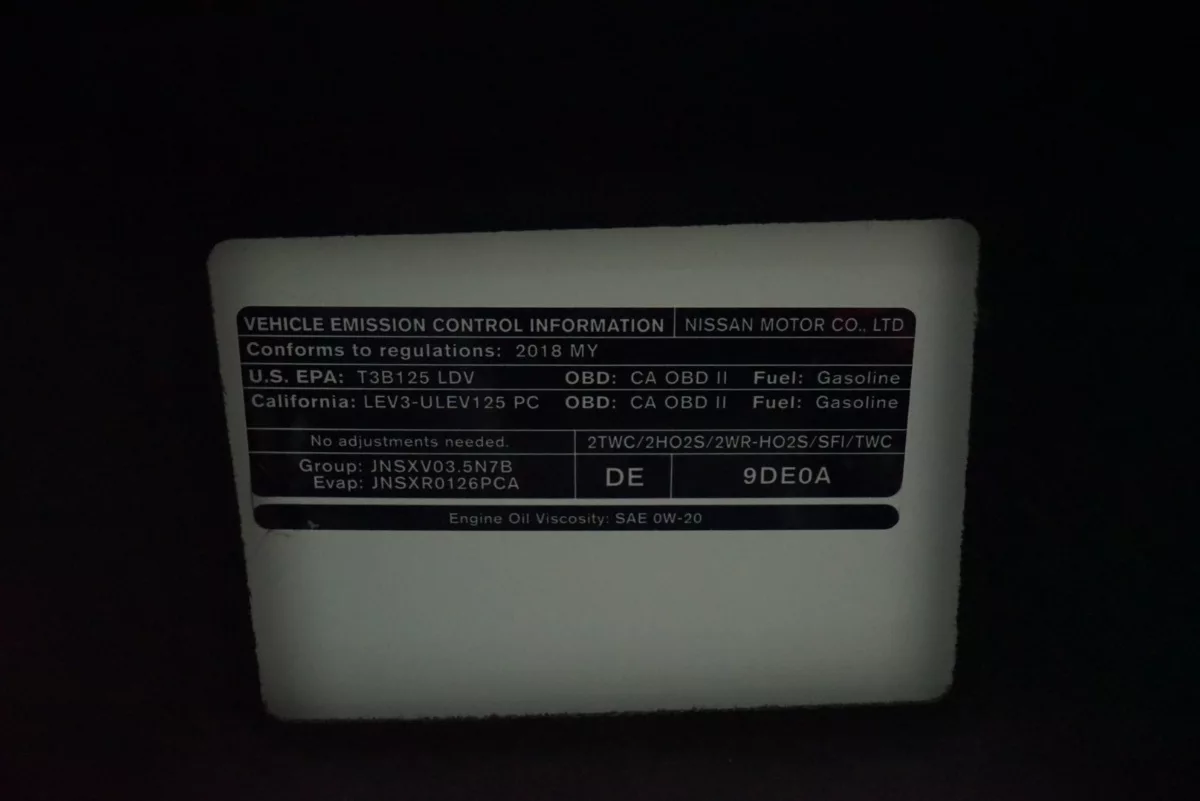 VEHICLE EMISSION CONTROL INFORMATION NISSAN MOTOR CO., LTD
Conforms to regulations: 2018 MY
U.S. EPA: T3B125 LDV OBD: CA OBD II Fuel: Gasoline
California: LEV3-ULEV125 PC OBD: CA OBD II Fuel: Gasoline
No adjustments needed. 2TWC/2HO2S/2WR-HO2S/SFI/TWC
Group: JNSXV03.5N7B
Evap: JNSXR0126PCA
DE 9DE0A
Engine Oil Viscosity: SAE 0W-20